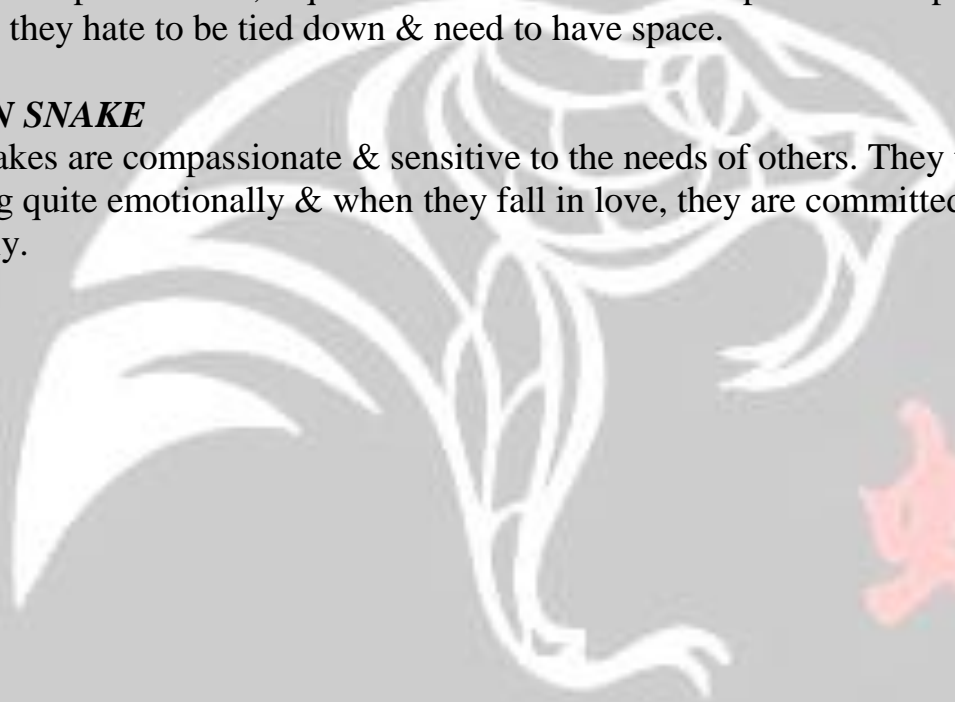 they hate to be tied down & need to have space.
N SNAKE
akes are compassionate & sensitive to the needs of others. They
g quite emotionally & when they fall in love, they are committed
y.